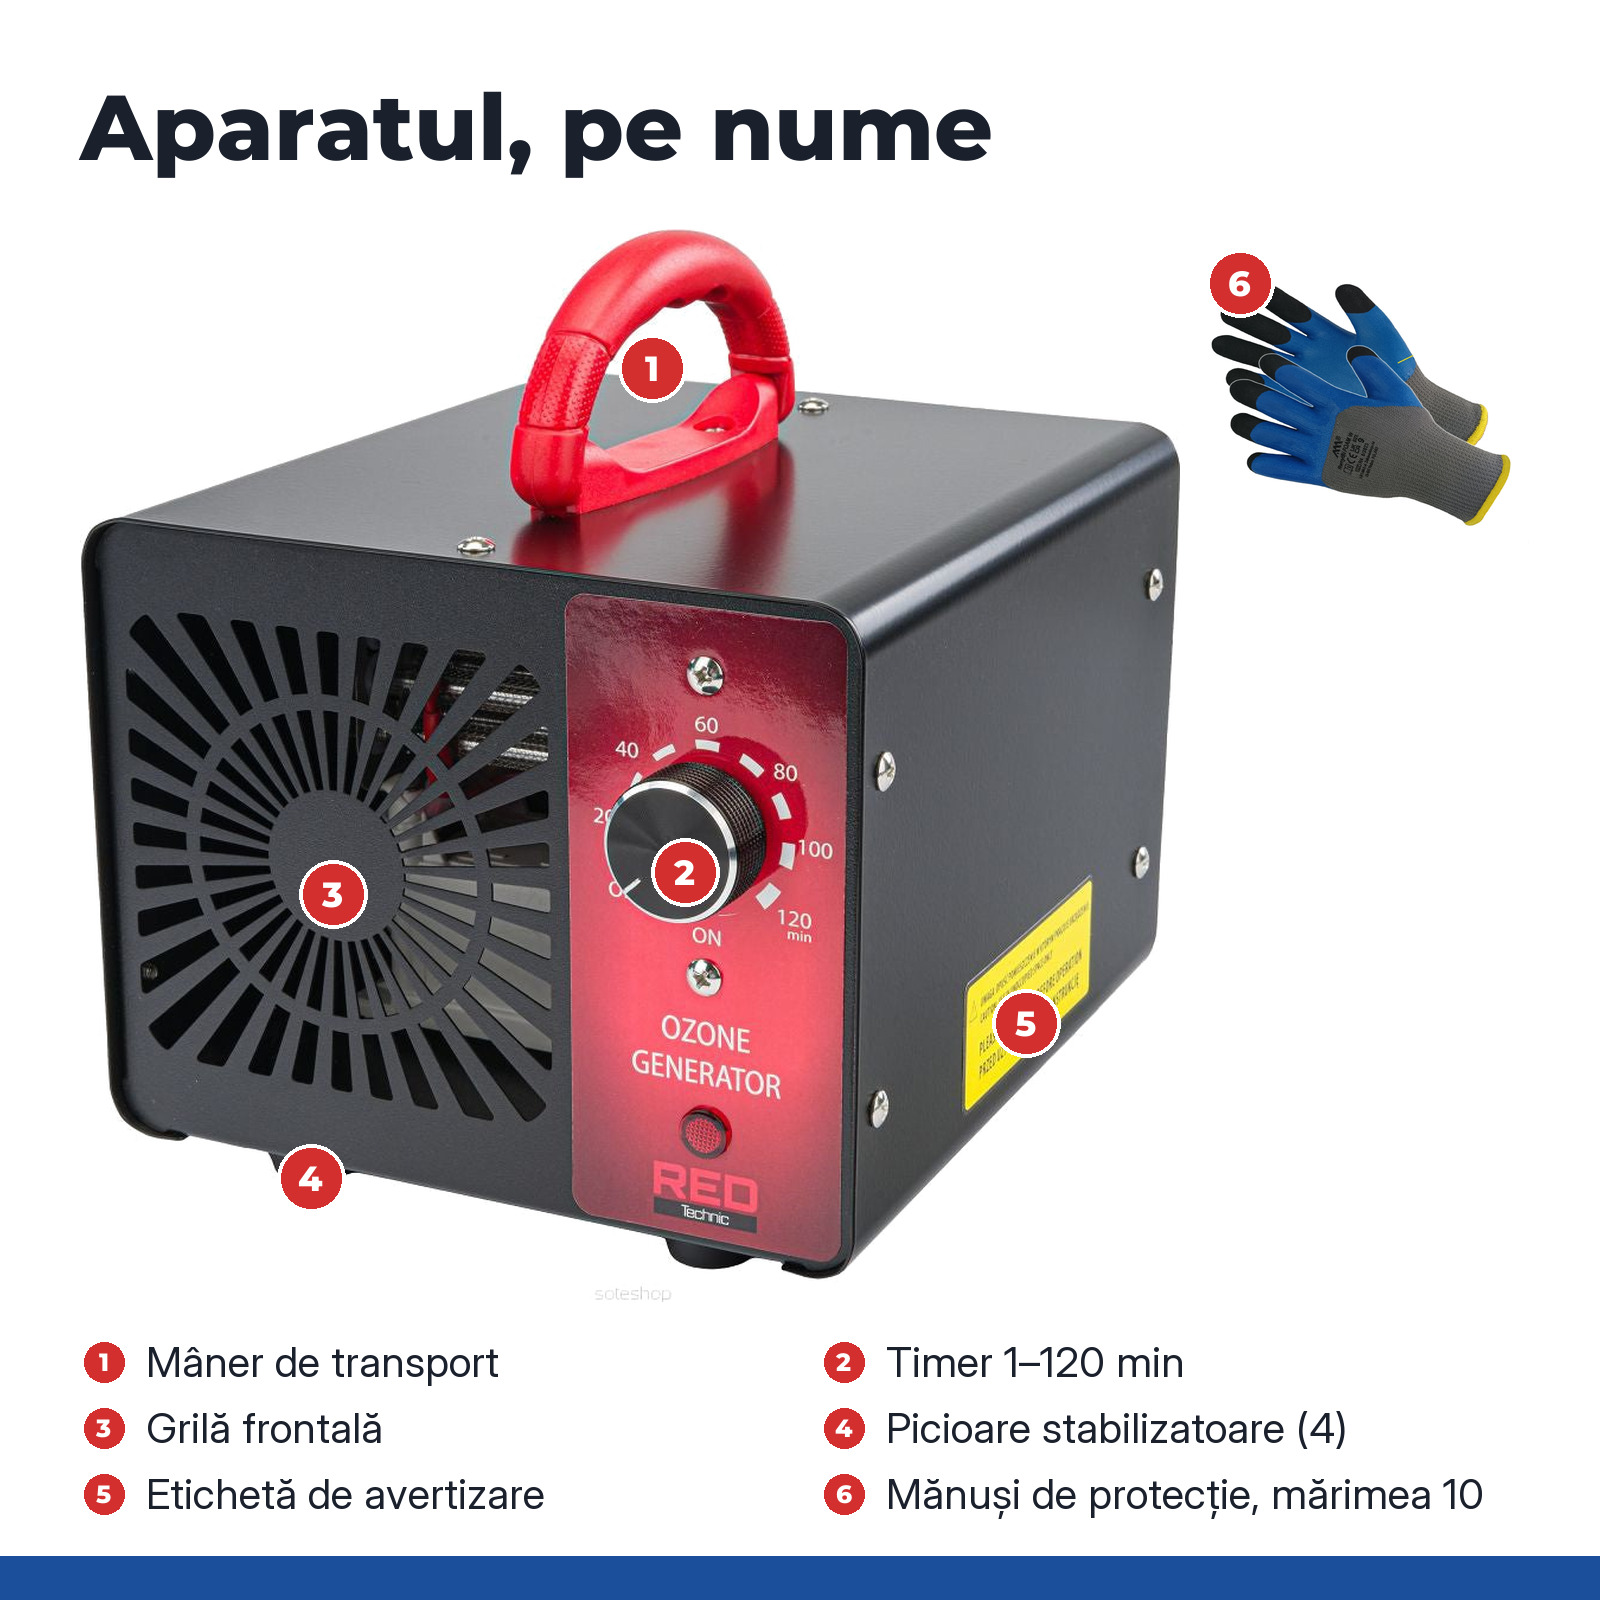 Aparatul, pe nume
6
1
60
40
80
20
100
2
0
3
120
min
ON
5
OZONE
GENERATOR
4
RED
Technic
soteshop
1 Mâner de transport
2 Timer 1–120 min
3 Grilă frontală
4 Picioare stabilizatoare (4)
5 Etichetă de avertizare
6 Mănuși de protecție, mărimea 10